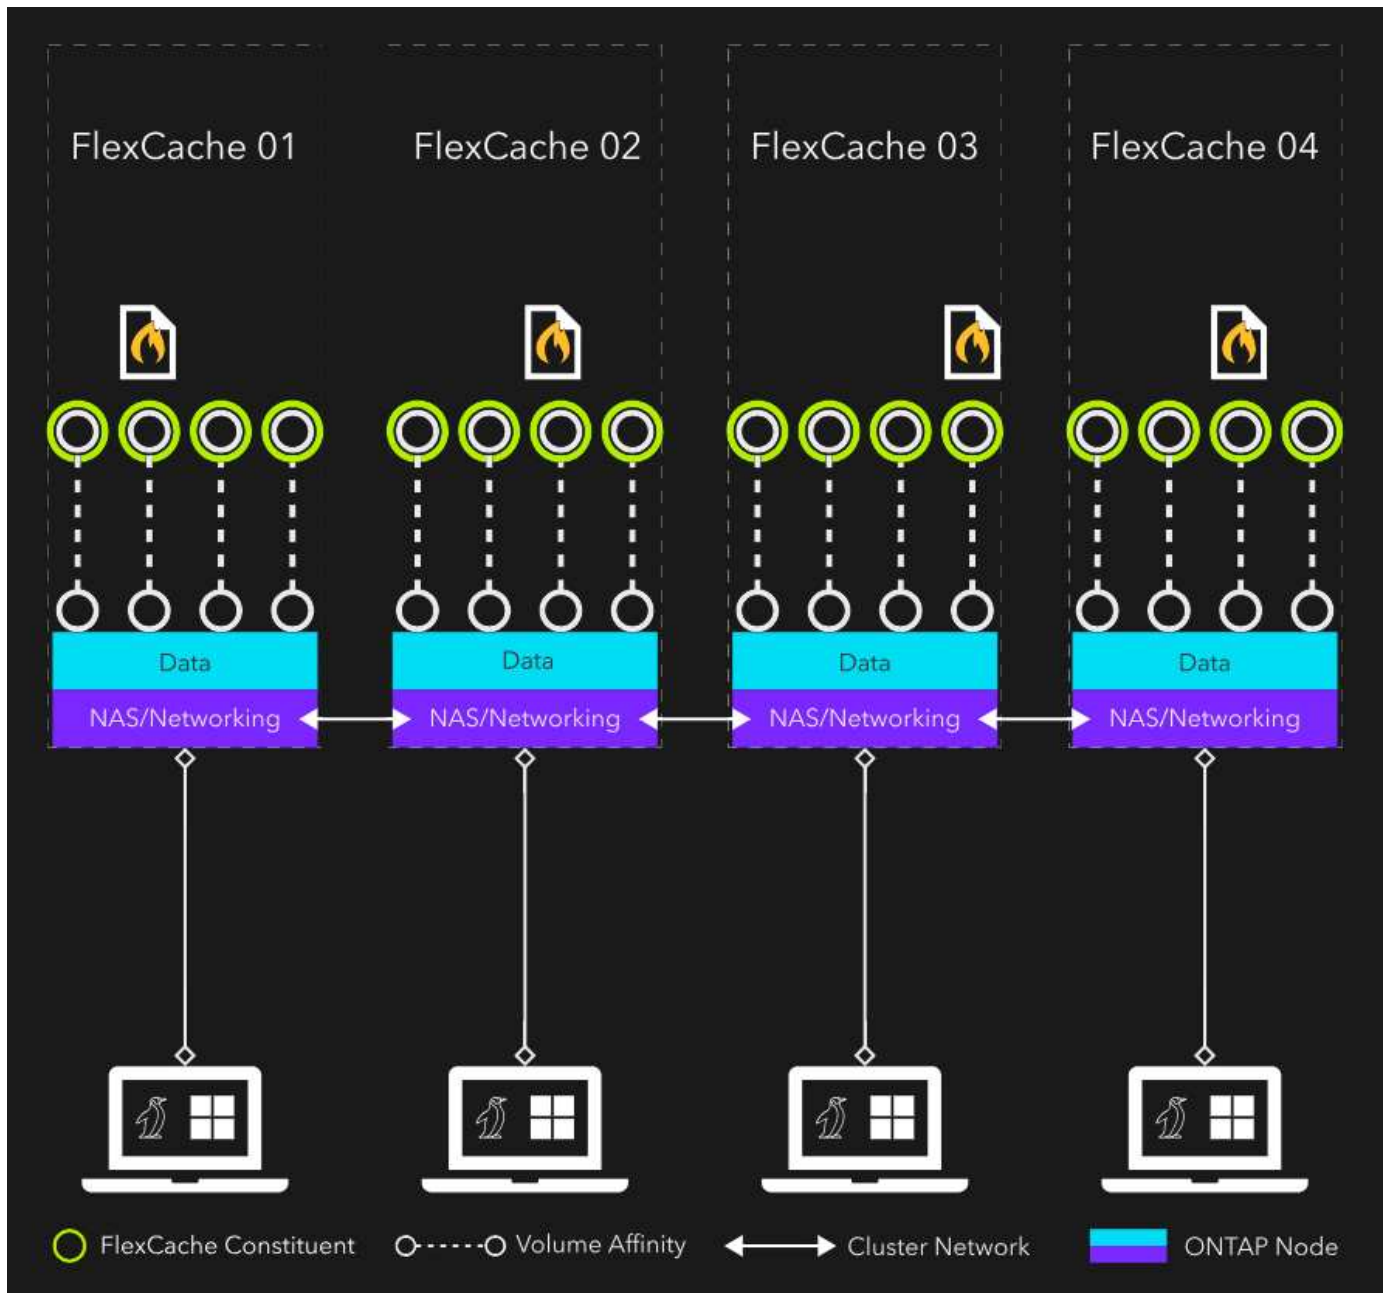 FlexCache 01 FlexCache 02 FlexCache 03 FlexCache 04
Data Data Data Data
NAS/Networking NAS/Networking NAS/Networking NAS/Networking
FlexCache Constituent Volume Affinity Cluster Network ONTAP Node